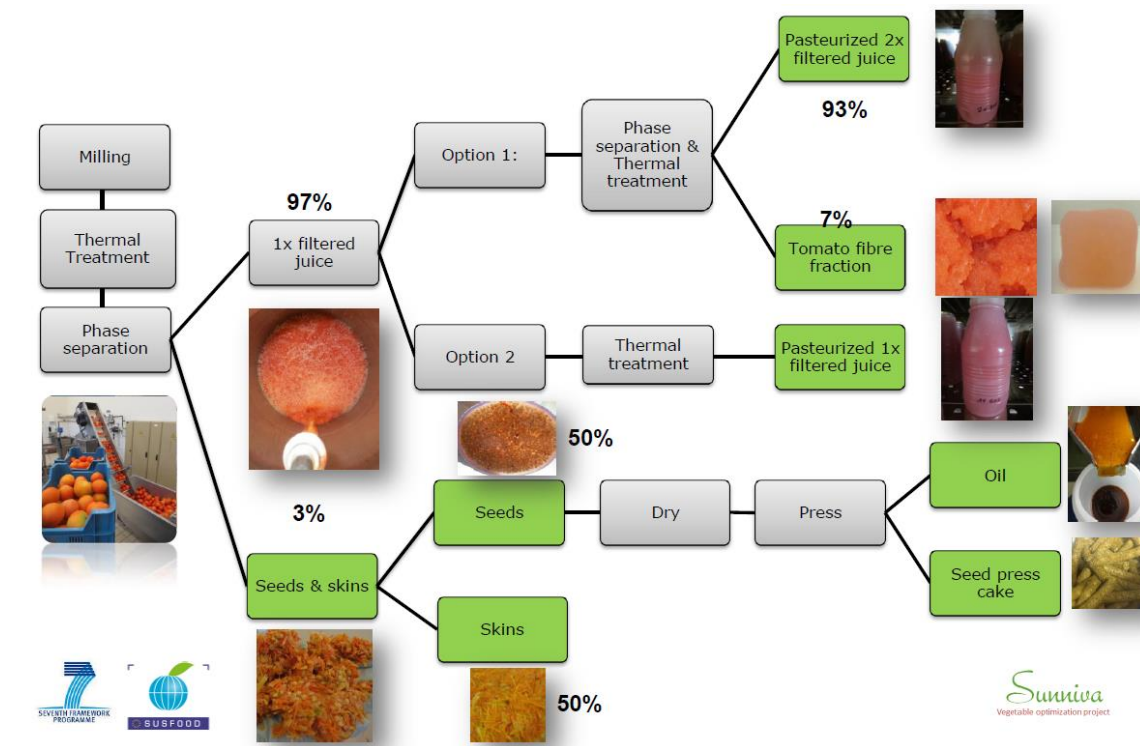 Milling
Thermal
Treatment
Phase
separation
97%
1x filtered
juice
Option 1:
Phase
separation &
Thermal
treatment
Pasteurized 2x
filtered juice
93%
7%
Tomato fibre
fraction
Option 2
Thermal
treatment
Pasteurized 1x
filtered juice
3%
Seeds & skins
50%
Seeds
Dry
Press
Oil
Seed press
cake
Skins
50%
SEVENTH FRAMEWORK
PROGRAMME
SUSFOOD
Sunniva
Vegetable optimization project